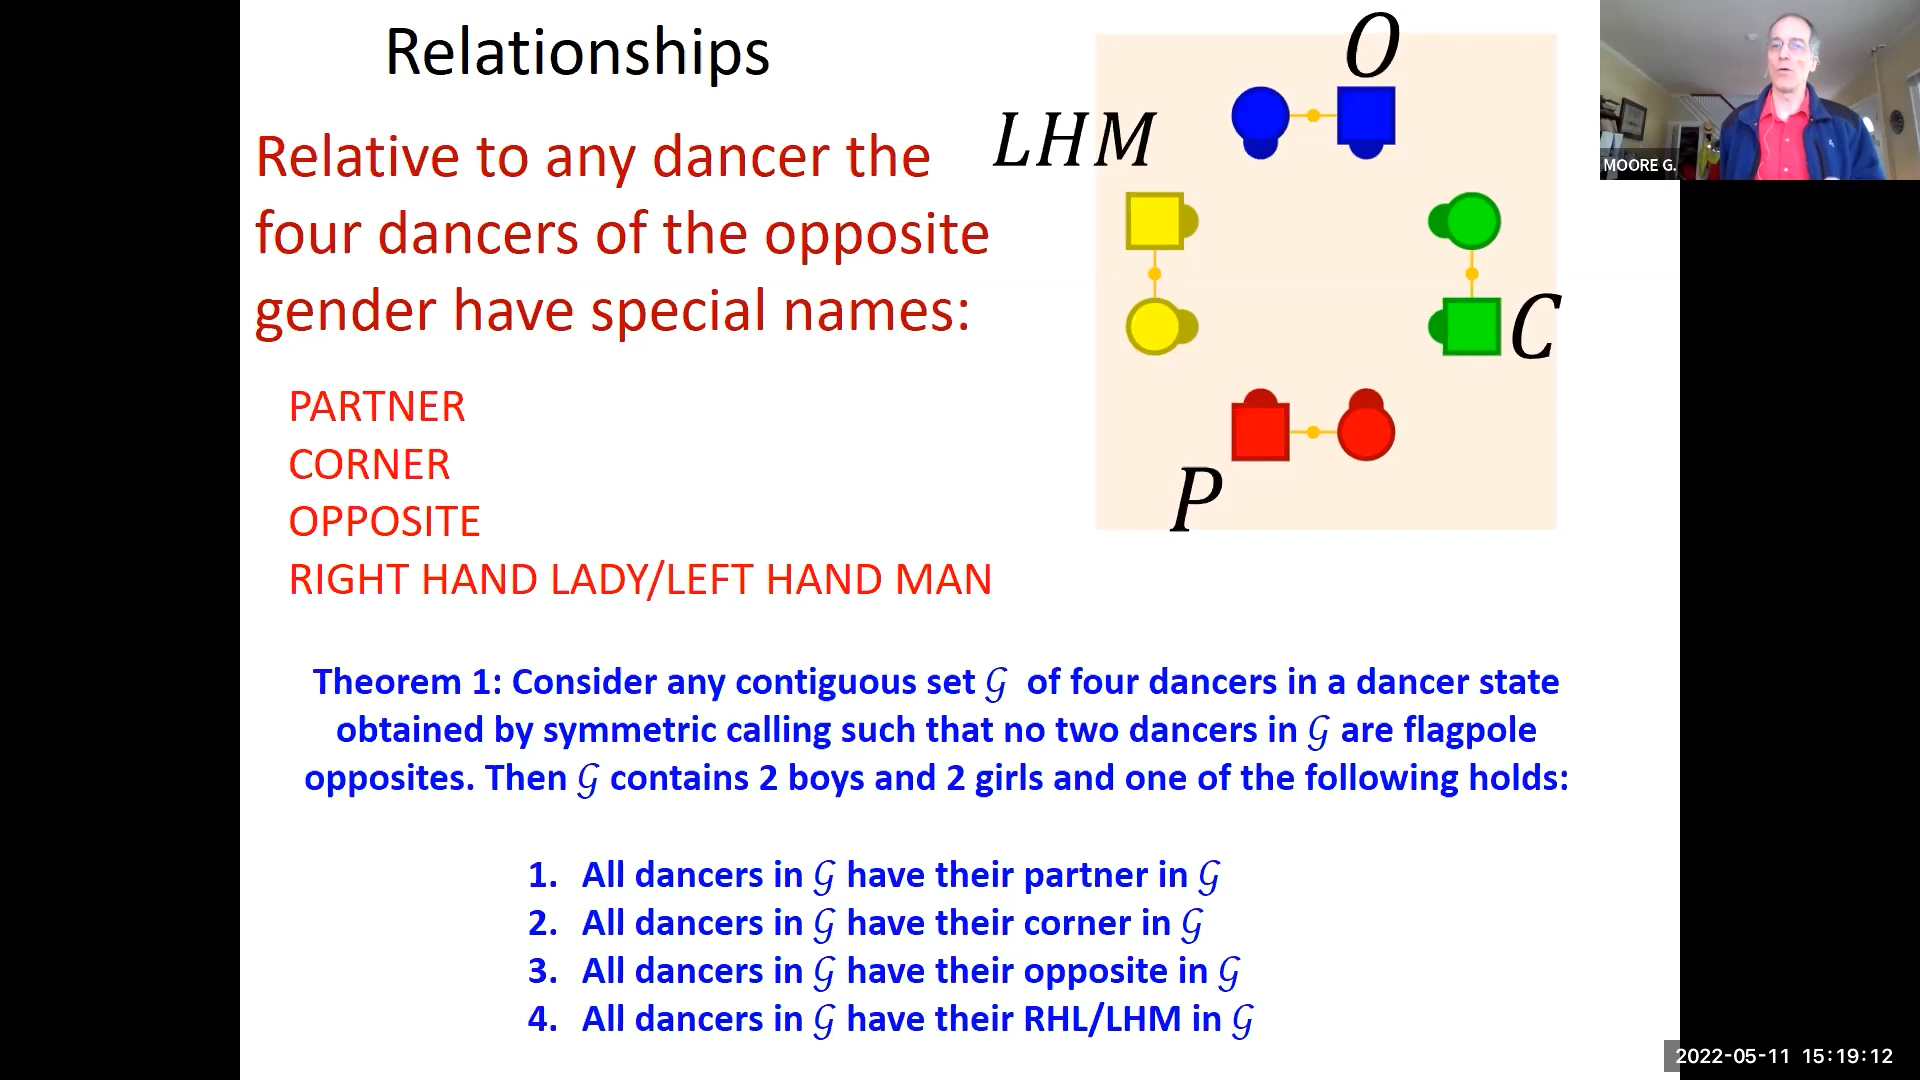 Relationships
Relative to any dancer the
four dancers of the opposite
gender have special names:
PARTNER
CORNER
OPPOSITE
RIGHT HAND LADY/LEFT HAND MAN
O
LHM
C
P
Theorem 1: Consider any contiguous set 𝒢 of four dancers in a dancer state
obtained by symmetric calling such that no two dancers in 𝒢 are flagpole
opposites. Then 𝒢 contains 2 boys and 2 girls and one of the following holds:
1. All dancers in 𝒢 have their partner in 𝒢
2. All dancers in 𝒢 have their corner in 𝒢
3. All dancers in 𝒢 have their opposite in 𝒢
4. All dancers in 𝒢 have their RHL/LHM in 𝒢
MOORE G.
2022-05-11 15:19:12